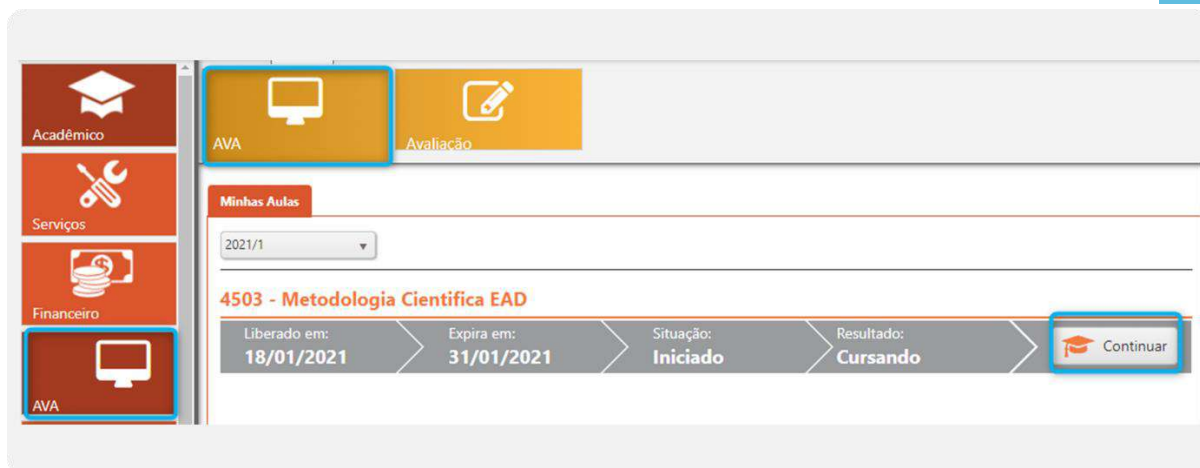 Acadêmico
Serviços
Financeiro
AVA
AVA
Avaliação
Minhas Aulas
2021/1
4503 - Metodologia Cientifica EAD
Liberado em:
18/01/2021
Expira em:
31/01/2021
Situação:
Iniciado
Resultado:
Cursando
Continuar